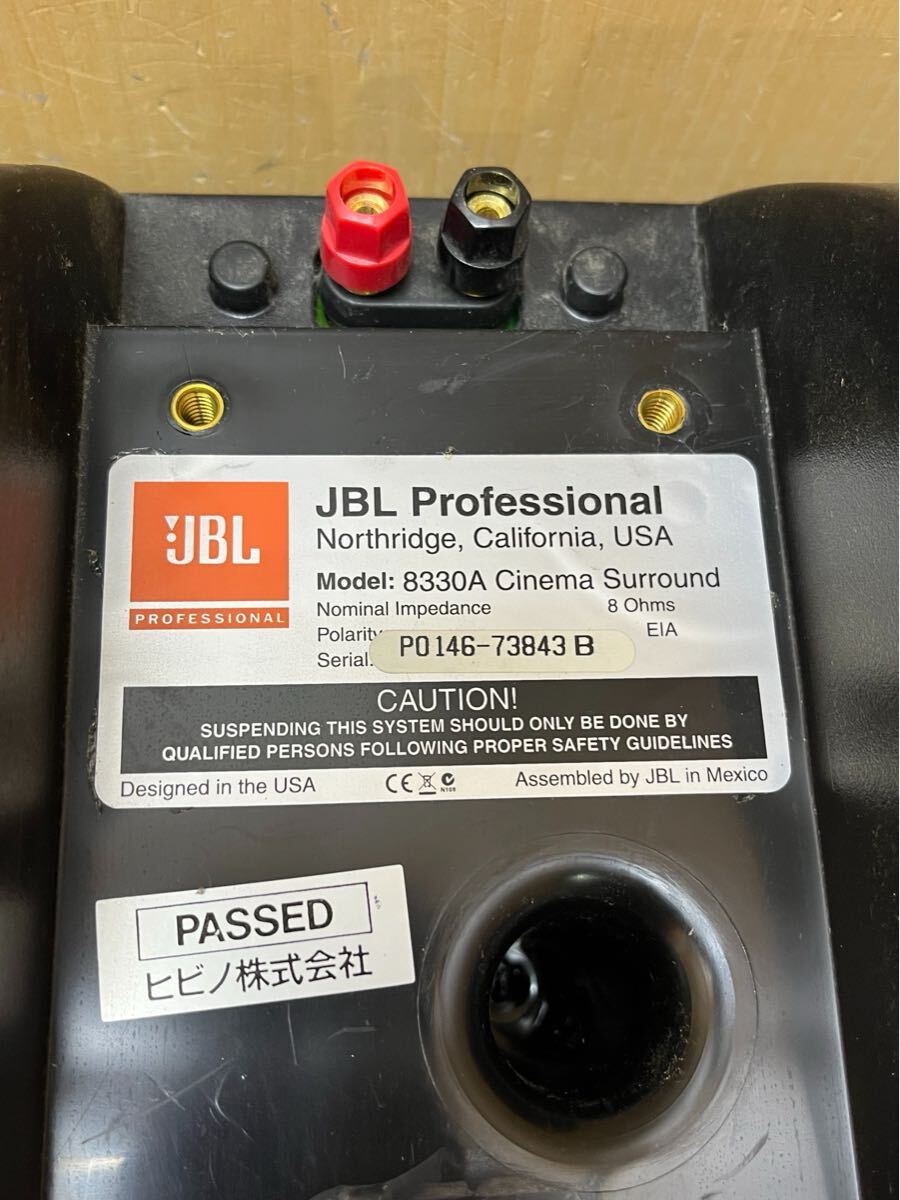 JBL
PROFESSIONAL
JBL Professional
Northridge, California, USA
Model: 8330A Cinema Surround
Nominal Impedance 8 Ohms
Polarity EIA
Serial: P0146-73843 B
CAUTION!
SUSPENDING THIS SYSTEM SHOULD ONLY BE DONE BY
QUALIFIED PERSONS FOLLOWING PROPER SAFETY GUIDELINES
Designed in the USA CE N108 Assembled by JBL in Mexico
PASSED
ヒビノ株式会社